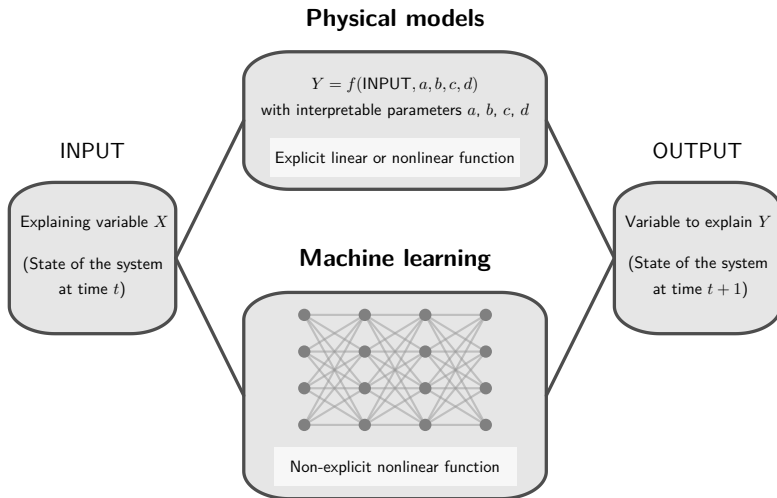 Physical models
Y = f(INPUT, a, b, c, d)
with interpretable parameters a, b, c, d
Explicit linear or nonlinear function
INPUT
Explaining variable X
(State of the system
at time t)
OUTPUT
Variable to explain Y
(State of the system
at time t + 1)
Machine learning
Non-explicit nonlinear function